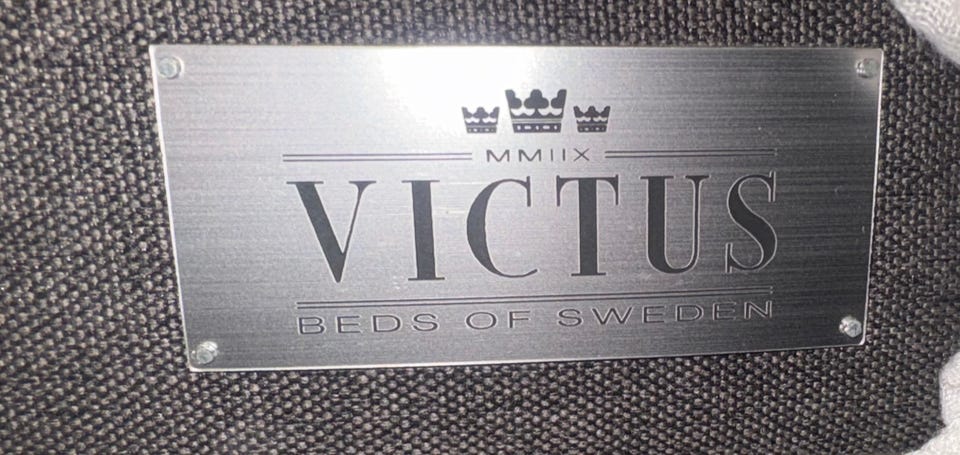 MMIIX
VICTUS
BEDS OF SWEDEN